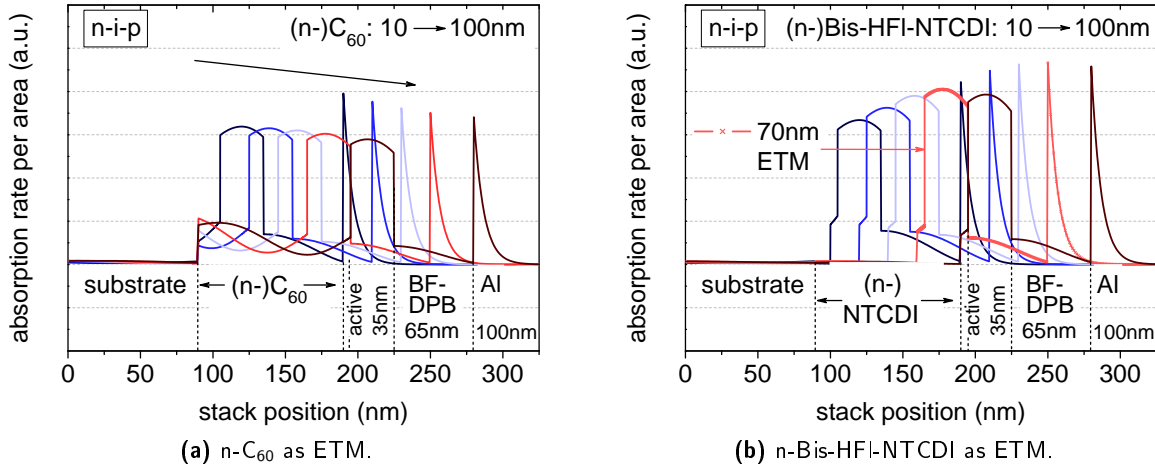 n-i-p
(n-)C60: 10 → 100nm
absorption rate per area (a.u.)
substrate
(n-)C60
active
35nm
BF-
DPB
65nm
Al
100nm
0 50 100 150 200 250 300
stack position (nm)
(a) n-C60 as ETM.
n-i-p
(n-)Bis-HFl-NTCDI: 10 → 100nm
absorption rate per area (a.u.)
70nm
ETM
substrate
(n-)
NTCDI
active
35nm
BF-
DPB
65nm
Al
100nm
0 50 100 150 200 250 300
stack position (nm)
(b) n-Bis-HFl-NTCDI as ETM.